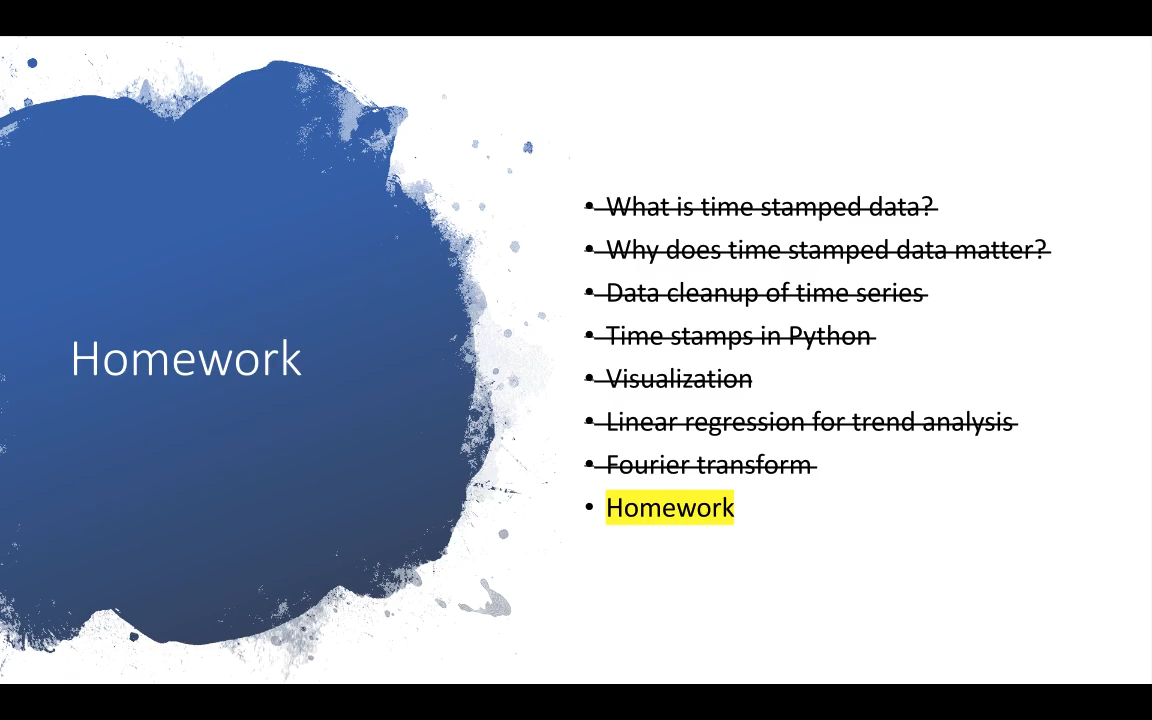 Homework
• What is time stamped data?
• Why does time stamped data matter?
• Data cleanup of time series
• Time stamps in Python
• Visualization
• Linear regression for trend analysis
• Fourier transform
• Homework